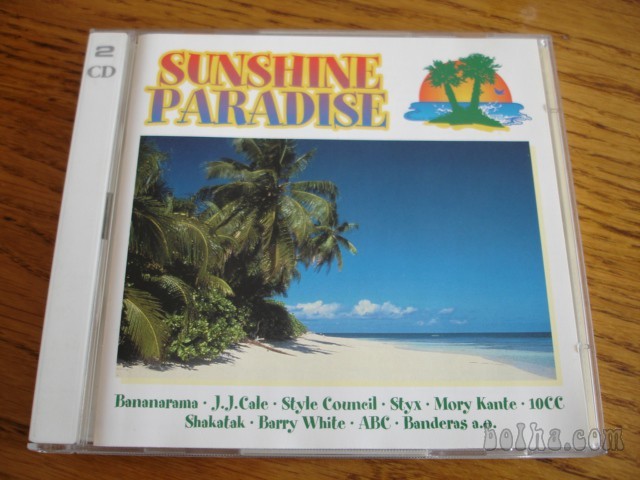 2
CD
SUNSHINE
PARADISE
Bananarama · J.J.Cale · Style Council · Styx · Mory Kante · 10CC
Shakatak · Barry White · ABC · Banderas a.o.
bolha.com